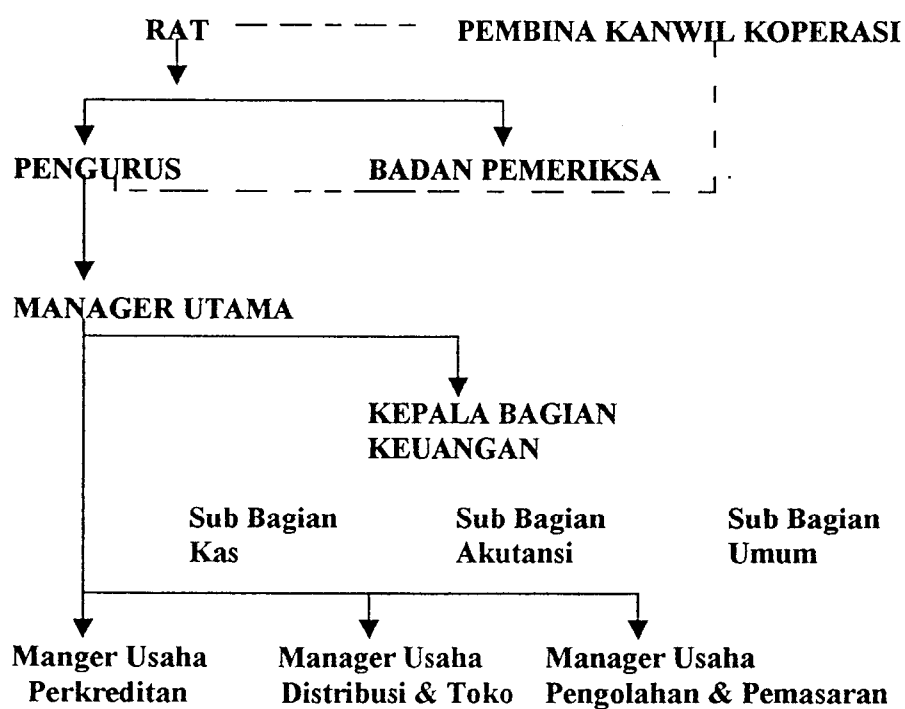 RAT PEMBINA KANWIL KOPERASI
PENGURUS BADAN PEMERIKSA
MANAGER UTAMA
KEPALA BAGIAN
KEUANGAN
Sub Bagian Sub Bagian Sub Bagian
Kas Akutansi Umum
Manger Usaha Manager Usaha Manager Usaha
Perkreditan Distribusi & Toko Pengolahan & Pemasaran